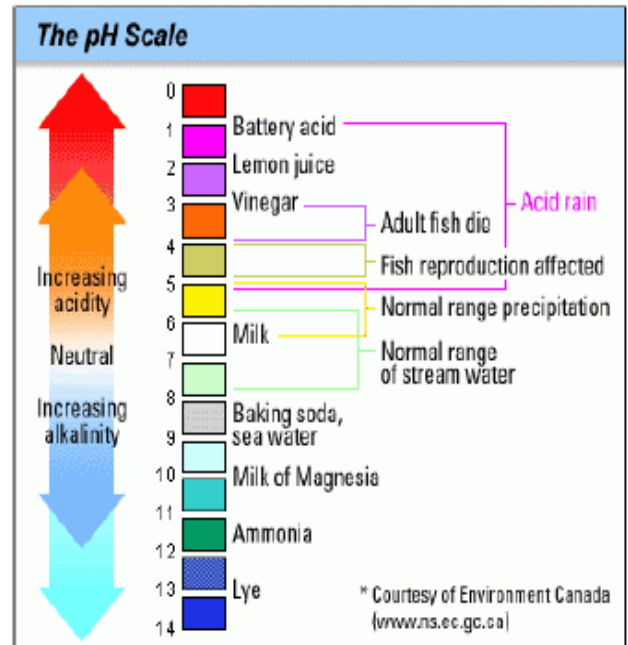 The pH Scale
0
1
Battery acid
2
Lemon juice
3
Vinegar
Acid rain
Adult fish die
4
Increasing
acidity
Fish reproduction affected
5
Normal range precipitation
6
Milk
Neutral
7
Normal range
of stream water
8
Increasing
alkalinity
Baking soda,
sea water
9
10
Milk of Magnesia
11
Ammonia
12
13
Lye
14
* Courtesy of Environment Canada
(www.ns.ec.gc.ca)